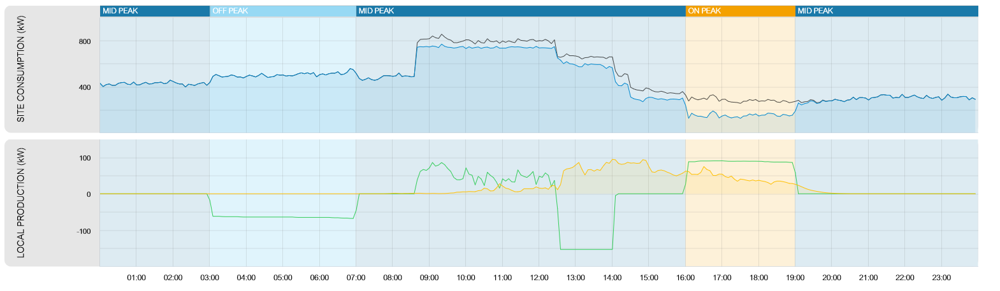 MID PEAK OFF PEAK MID PEAK ON PEAK MID PEAK
SITE CONSUMPTION (kW)
800
400
LOCAL PRODUCTION (kW)
100
0
-100
01:00 02:00 03:00 04:00 05:00 06:00 07:00 08:00 09:00 10:00 11:00 12:00 13:00 14:00 15:00 16:00 17:00 18:00 19:00 20:00 21:00 22:00 23:00